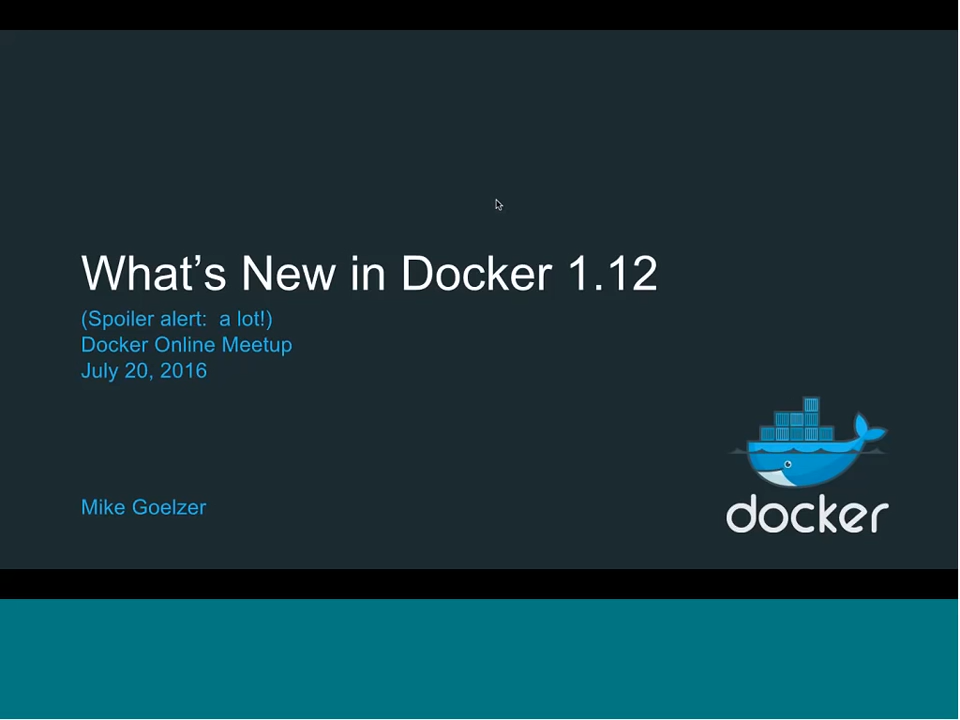 What's New in Docker 1.12
(Spoiler alert:  a lot!)
Docker Online Meetup
July 20, 2016
Mike Goelzer
docker